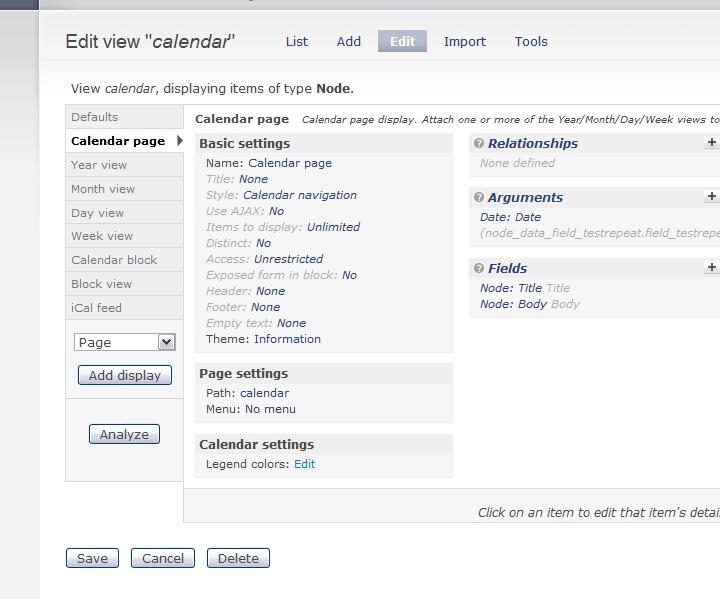 Edit view "calendar"
List Add Edit Import Tools
View calendar, displaying items of type Node.
Defaults
Calendar page
Year view
Month view
Day view
Week view
Calendar block
Block view
iCal feed
Page
Add display
Analyze
Calendar page Calendar page display. Attach one or more of the Year/Month/Day/Week views to
Basic settings
Name: Calendar page
Title: None
Style: Calendar navigation
Use AJAX: No
Items to display: Unlimited
Distinct: No
Access: Unrestricted
Exposed form in block: No
Header: None
Footer: None
Empty text: None
Theme: Information
Page settings
Path: calendar
Menu: No menu
Calendar settings
Legend colors: Edit
? Relationships +
None defined
? Arguments +
Date: Date
(node_data_field_testrepeat.field_testrepe
? Fields +
Node: Title Title
Node: Body Body
Click on an item to edit that item's detai
Save Cancel Delete